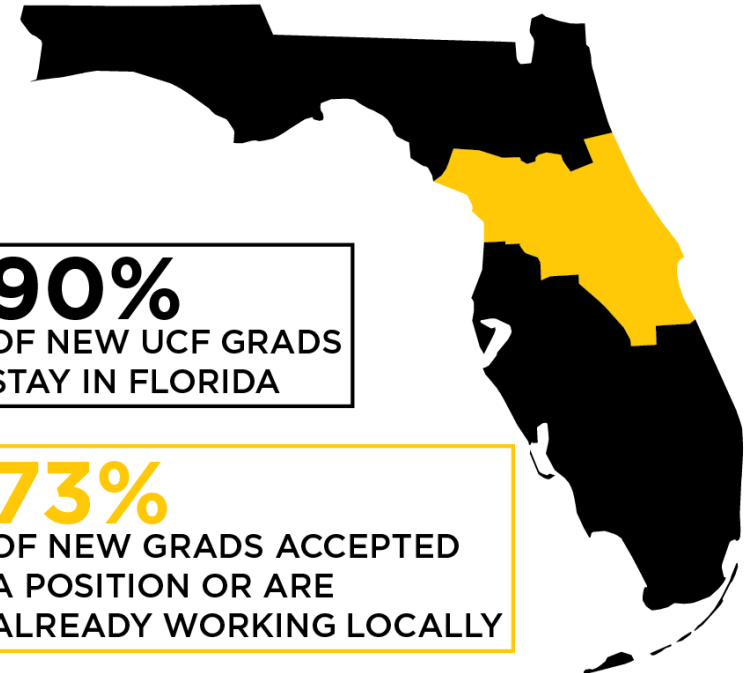 90%
OF NEW UCF GRADS
STAY IN FLORIDA
73%
OF NEW GRADS ACCEPTED
A POSITION OR ARE
ALREADY WORKING LOCALLY